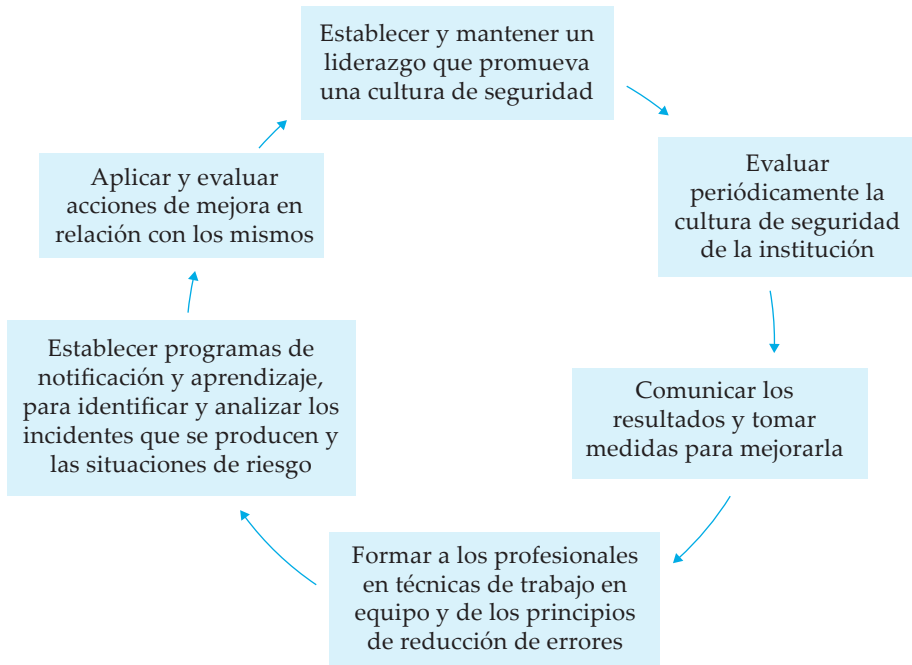 Establecer y mantener un
liderazgo que promueva
una cultura de seguridad
Evaluar
periódicamente la
cultura de seguridad
de la institución
Comunicar los
resultados y tomar
medidas para mejorarla
Formar a los profesionales
en técnicas de trabajo en
equipo y de los principios
de reducción de errores
Establecer programas de
notificación y aprendizaje,
para identificar y analizar los
incidentes que se producen y
las situaciones de riesgo
Aplicar y evaluar
acciones de mejora en
relación con los mismos